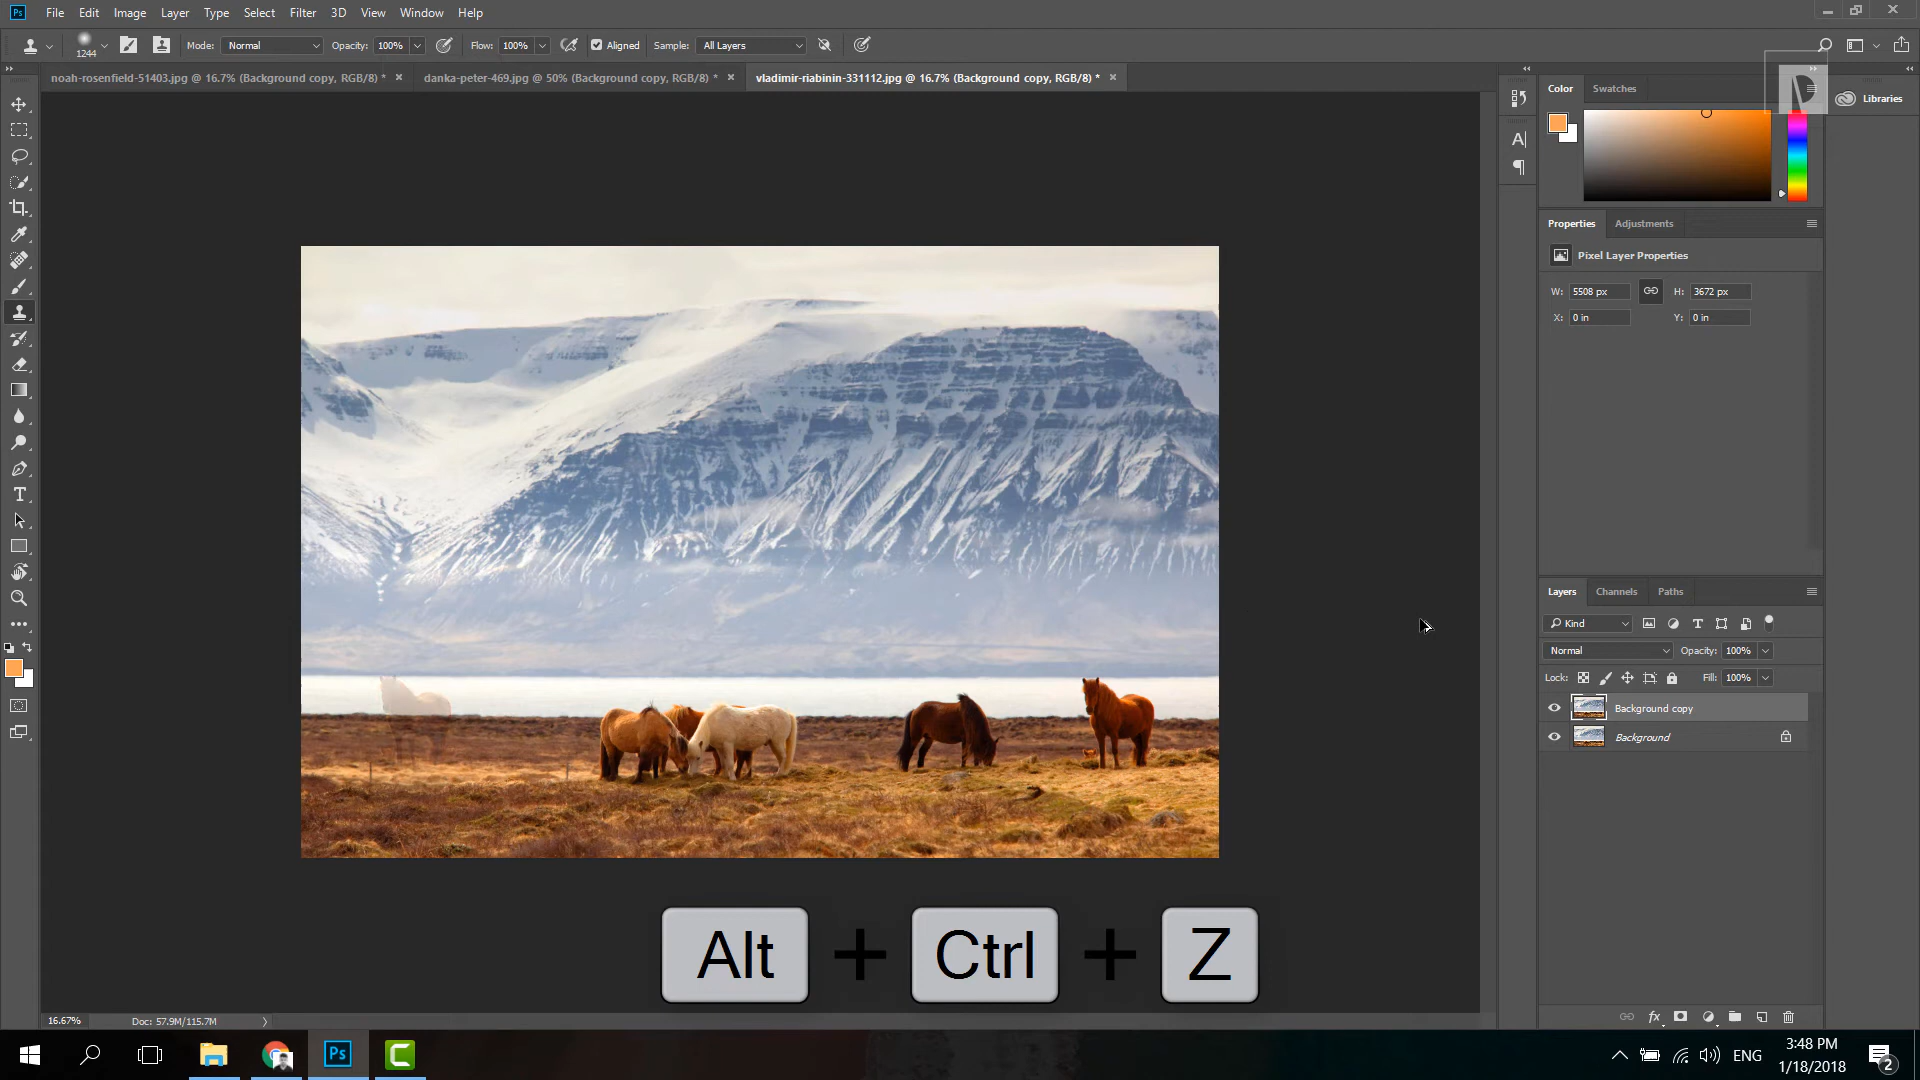 Ps File Edit Image Layer Type Select Filter 3D View Window Help
1244 Mode: Normal Opacity: 100% Flow: 100% Aligned Sample: All Layers
noah-rosenfield-51403.jpg @ 16.7% (Background copy, RGB/8) * × danka-peter-469.jpg @ 50% (Background copy, RGB/8) * × vladimir-riabinin-331112.jpg @ 16.7% (Background copy, RGB/8) * ×
Color Swatches
Libraries
Properties Adjustments
Pixel Layer Properties
W: 5508 px H: 3672 px
X: 0 in Y: 0 in
Layers Channels Paths
Kind
Normal Opacity: 100%
Lock: Fill: 100%
Background copy
Background
Alt + Ctrl + Z
16.67% Doc: 57.9M/115.7M
Ps
ENG
3:48 PM
1/18/2018
2